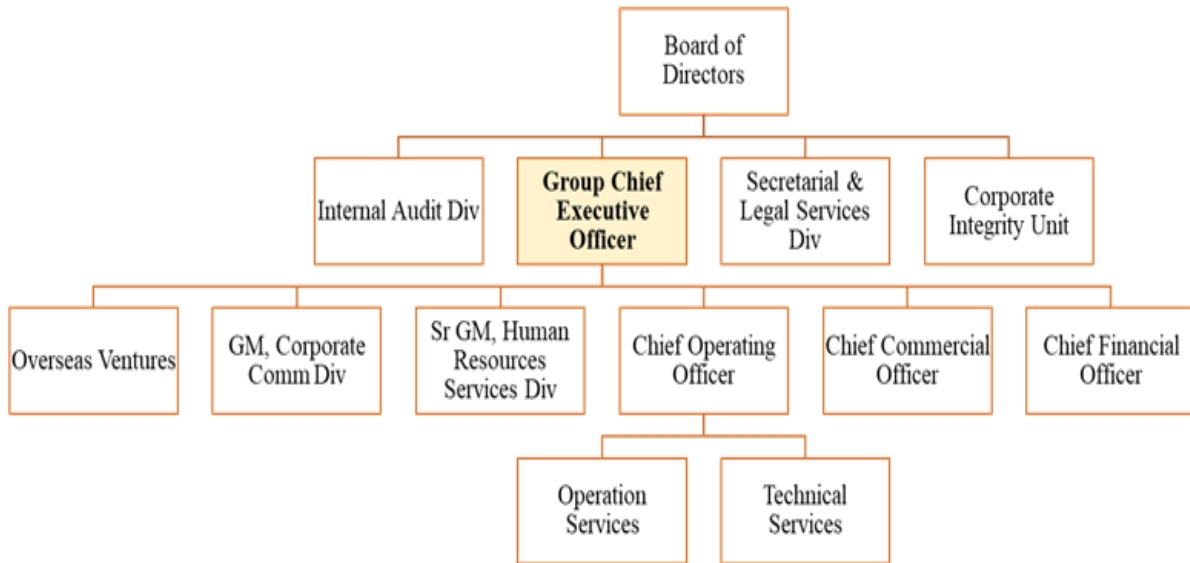 Board of
Directors
Internal Audit Div
Group Chief
Executive
Officer
Secretarial &
Legal Services
Div
Corporate
Integrity Unit
Overseas Ventures
GM, Corporate
Comm Div
Sr GM, Human
Resources
Services Div
Chief Operating
Officer
Chief Commercial
Officer
Chief Financial
Officer
Operation
Services
Technical
Services